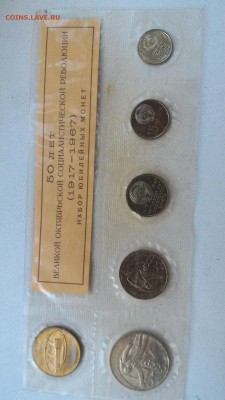 COINS.LAVE.RU
50 ЛЕТ
ВЕЛИКОЙ ОКТЯБРЬСКОЙ СОЦИАЛИСТИЧЕСКОЙ РЕВОЛЮЦИИ
(1917–1967)
НАБОР ЮБИЛЕЙНЫХ МОНЕТ